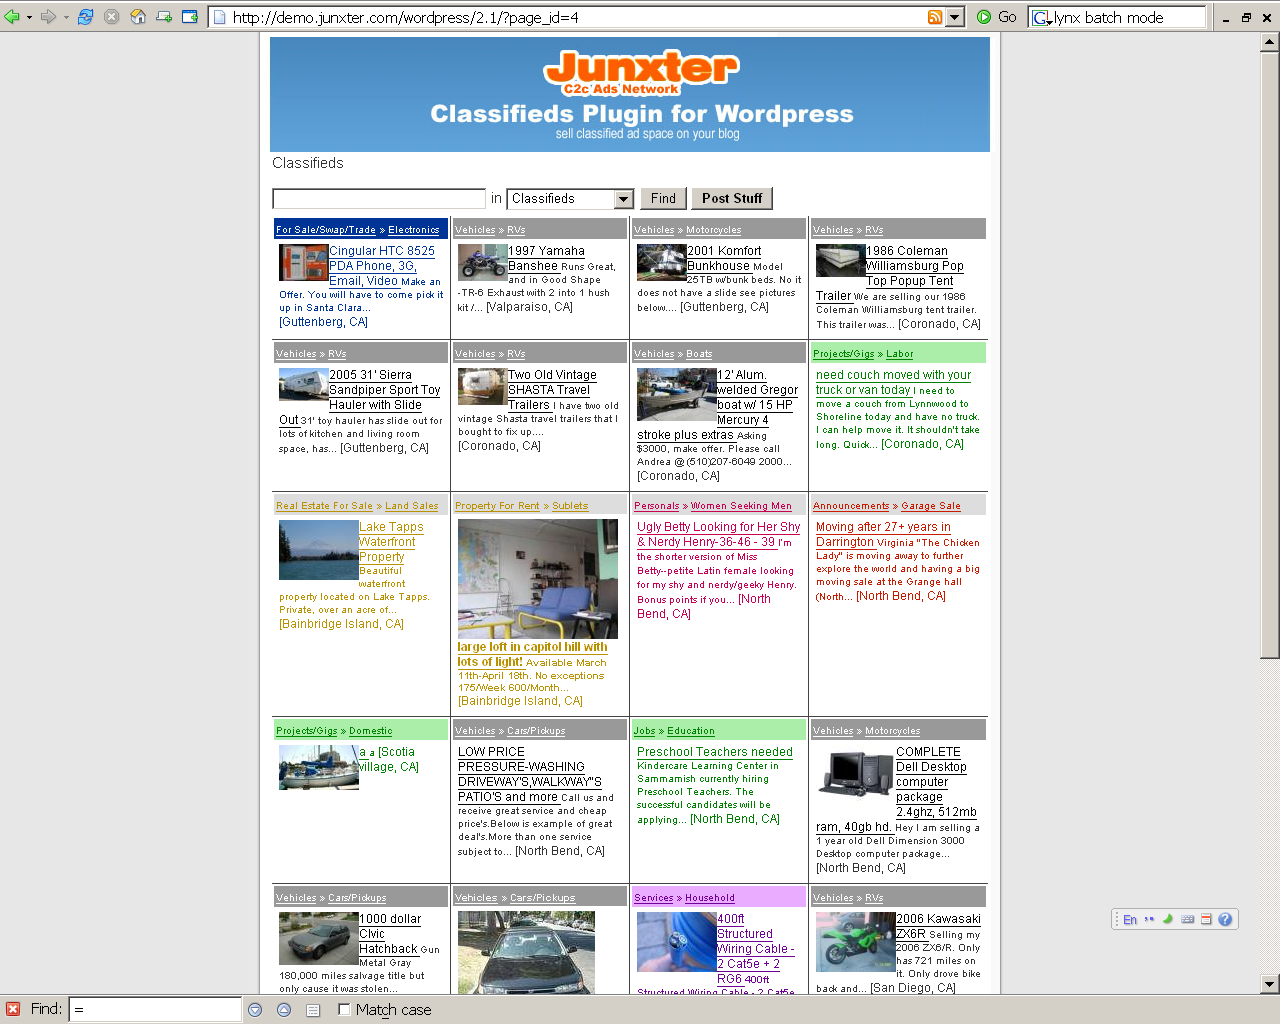 http://demo.junxter.com/wordpress/2.1/?page_id=4
Go
lynx batch mode
Junxter
C2c Ads Network
Classifieds Plugin for Wordpress
sell classified ad space on your blog
Classifieds
in Classifieds Find Post Stuff
For Sale/Swap/Trade » Electronics
Cingular HTC 8525
PDA Phone, 3G,
Email, Video Make an
Offer. You will have to come pick it
up in Santa Clara...
[Guttenberg, CA]
Vehicles » RVs
1997 Yamaha
Banshee Runs Great,
and in Good Shape
-TR-6 Exhaust with 2 into 1 hush
kit /... [Valparaiso, CA]
Vehicles » Motorcycles
2001 Komfort
Bunkhouse Model
25TB w/bunk beds. No it
does not have a slide see pictures
below.... [Guttenberg, CA]
Vehicles » RVs
1986 Coleman
Williamsburg Pop
Top Popup Tent
Trailer We are selling our 1986
Coleman Williamsburg tent trailer.
This trailer was... [Coronado, CA]
Vehicles » RVs
2005 31' Sierra
Sandpiper Sport Toy
Hauler with Slide
Out 31' toy hauler has slide out for
lots of kitchen and living room
space, has... [Guttenberg, CA]
Vehicles » RVs
Two Old Vintage
SHASTA Travel
Trailers I have two old
vintage Shasta travel trailers that I
bought to fix up....
[Coronado, CA]
Vehicles » Boats
12' Alum.
welded Gregor
boat w/ 15 HP
Mercury 4
stroke plus extras Asking
$3000, make offer. Please call
Andrea @ (510)207-6049 2000...
[Coronado, CA]
Projects/Gigs » Labor
need couch moved with your
truck or van today I need to
move a couch from Lynnwood to
Shoreline today and have no truck.
I can help move it. It shouldn't take
long. Quick... [Coronado, CA]
Real Estate For Sale » Land Sales
Lake Tapps
Waterfront
Property
Beautiful
waterfront
property located on Lake Tapps.
Private, over an acre of...
[Bainbridge Island, CA]
Property For Rent » Sublets
large loft in capitol hill with
lots of light! Available March
11th-April 18th. No exceptions
175/Week 600/Month...
[Bainbridge Island, CA]
Personals » Women Seeking Men
Ugly Betty Looking for Her Shy
& Nerdy Henry-36-46 - 39 I'm
the shorter version of Miss
Betty--petite Latin female looking
for my shy and nerdy/geeky Henry.
Bonus points if you... [North
Bend, CA]
Announcements » Garage Sale
Moving after 27+ years in
Darrington Virginia "The Chicken
Lady" is moving away to further
explore the world and having a big
moving sale at the Grange hall
(North... [North Bend, CA]
Projects/Gigs » Domestic
a a [Scotia
village, CA]
Vehicles » Cars/Pickups
LOW PRICE
PRESSURE-WASHING
DRIVEWAY'S,WALKWAY"S
PATIO'S and more Call us and
receive great service and cheap
price's.Below is example of great
deal's.More than one service
subject to... [North Bend, CA]
Jobs » Education
Preschool Teachers needed
Kindercare Learning Center in
Sammamish currently hiring
Preschool Teachers. The
successful candidates will be
applying... [North Bend, CA]
Vehicles » Motorcycles
COMPLETE
Dell Desktop
computer
package
2.4ghz, 512mb
ram, 40gb hd. Hey I am selling a
1 year old Dell Dimension 3000
Desktop computer package...
[North Bend, CA]
Vehicles » Cars/Pickups
1000 dollar
Civic
Hatchback Gun
Metal Gray
180,000 miles salvage title but
only cause it was stolen...
Vehicles » Cars/Pickups
Services » Household
400ft
Structured
Wiring Cable -
2 Cat5e + 2
RG6 400ft
Structured Wiring Cable - 2 Cat5e
Vehicles » RVs
2006 Kawasaki
ZX6R Selling my
2006 ZX6/R. Only
has 721 miles on
it. Only drove bike
back and... [San Diego, CA]
En
Find: =
Match case